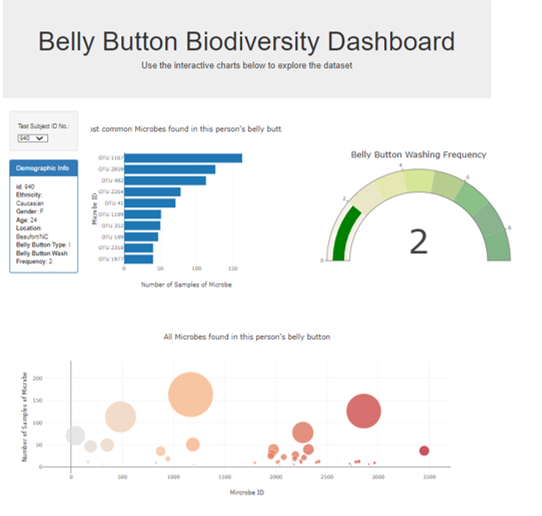 Belly Button Biodiversity Dashboard
Use the interactive charts below to explore the dataset
Test Subject ID No.:
940
Demographic Info
id: 940
Ethnicity:
Caucasian
Gender: F
Age: 24
Location:
Beaufort/NC
Belly Button Type: I
Belly Button Wash
Frequency: 2
ost common Microbes found in this person's belly butt
Microbe ID
OTU 1167
OTU 2859
OTU 482
OTU 2264
OTU 41
OTU 1189
OTU 352
OTU 189
OTU 2318
OTU 1977
0 50 100 150
Number of Samples of Microbe
Belly Button Washing Frequency
0 2 4 6 8
2
All Microbes found in this person's belly button
Number of Samples of Microbe
200
150
100
50
0
0 500 1000 1500 2000 2500 3000 3500
Mircrobe ID